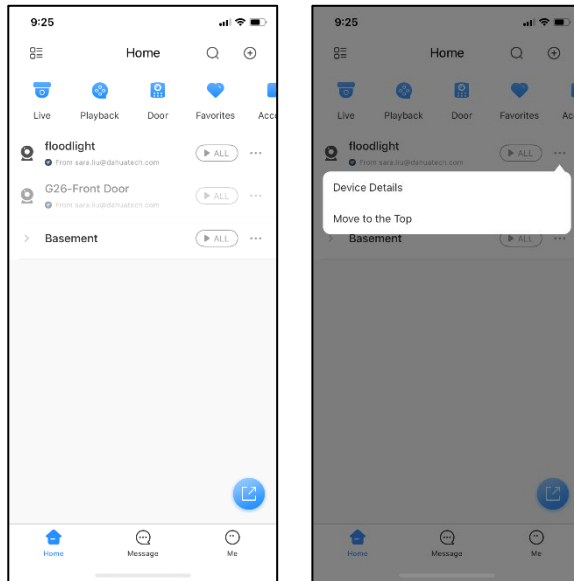 9:25
Home
Live Playback Door Favorites Acc
floodlight
From sara.liu@dahuatech.com
ALL
G26-Front Door
From sara.liu@dahuatech.com
ALL
Basement
ALL
Home Message Me
9:25
Home
Live Playback Door Favorites Acc
floodlight
From sara.liu@dahuatech.com
ALL
Device Details
Move to the Top
Basement
ALL
Home Message Me